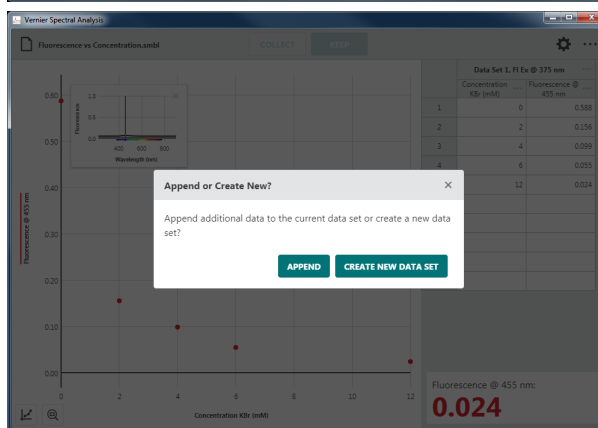 Vernier Spectral Analysis
Fluorescence vs Concentration.smbl
COLLECT
KEEP
Data Set 1, Fl Ex @ 375 nm
Concentration KBr (mM)
Fluorescence @ 455 nm
1 0 0.588
2 2 0.156
3 4 0.099
4 6 0.055
12 0.024
0.60
0.50
0.40
0.30
0.20
0.10
0.00
Fluorescence @ 455 nm
1.0
0.5
0.0
Fluorescence
400 600 800
Wavelength (nm)
Append or Create New?
Append additional data to the current data set or create a new data
set?
APPEND
CREATE NEW DATA SET
0 2 4 6 8 10 12
Concentration KBr (mM)
Fluorescence @ 455 nm:
0.024